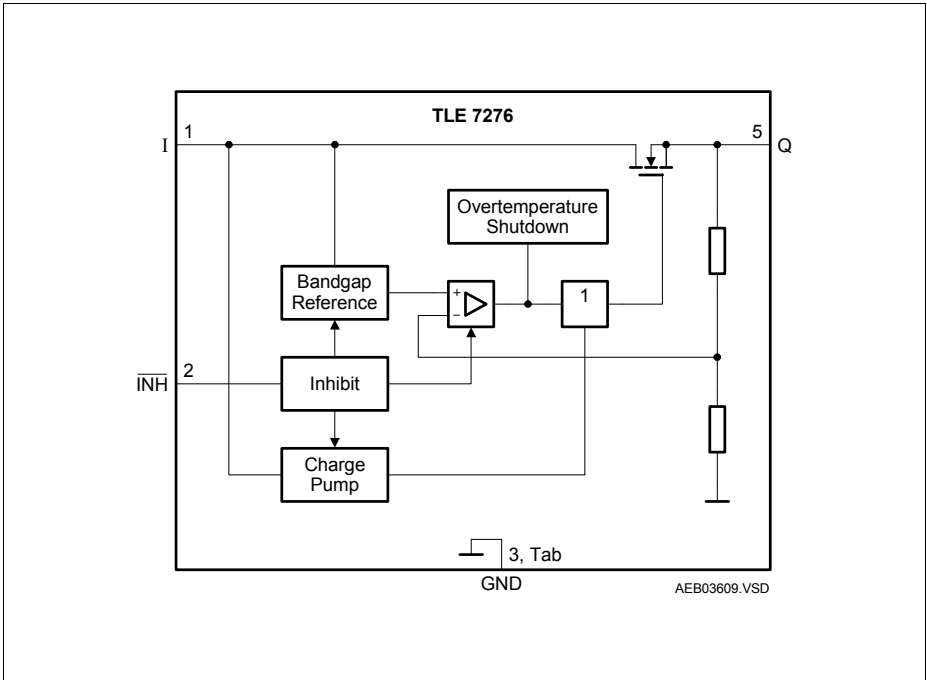 TLE 7276
1
I
5
Q
Overtemperature
Shutdown
Bandgap
Reference
+
−
1
2
INH
Inhibit
Charge
Pump
3, Tab
GND
AEB03609.VSD